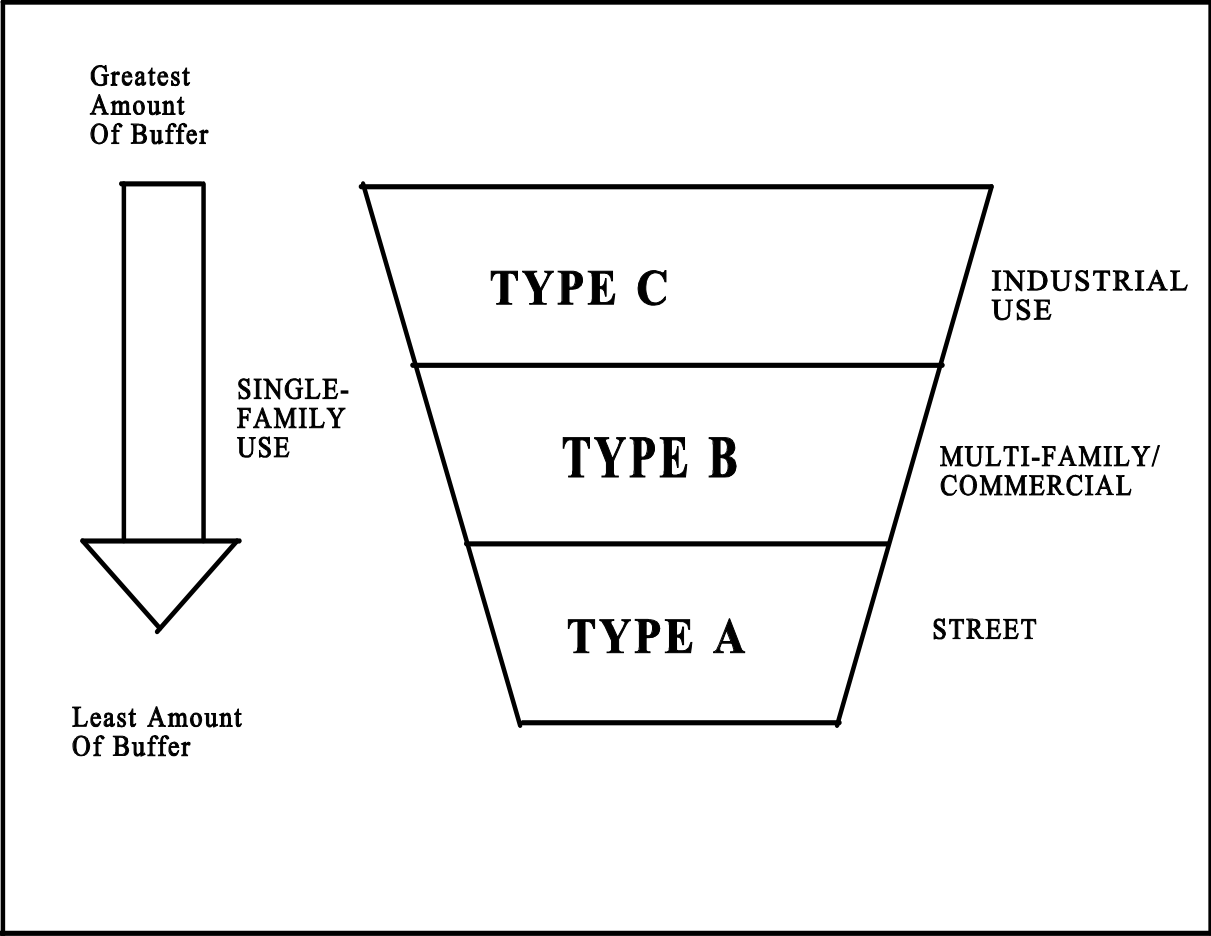 Greatest
Amount
Of Buffer
TYPE C
INDUSTRIAL
USE
SINGLE-
FAMILY
USE
TYPE B
MULTI-FAMILY/
COMMERCIAL
TYPE A
STREET
Least Amount
Of Buffer